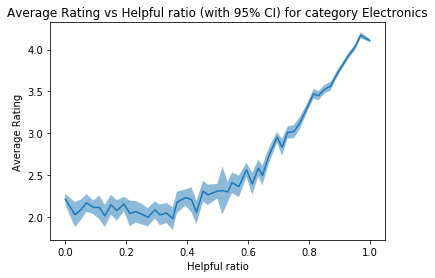 Average Rating vs Helpful ratio (with 95% CI) for category Electronics
4.0
3.5
3.0
2.5
2.0
Average Rating
0.0 0.2 0.4 0.6 0.8 1.0
Helpful ratio